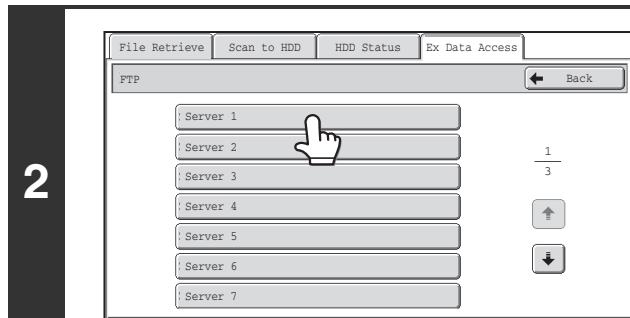 2
File Retrieve Scan to HDD HDD Status Ex Data Access
FTP Back
Server 1
Server 2
Server 3
Server 4
Server 5
Server 6
Server 7
1
3